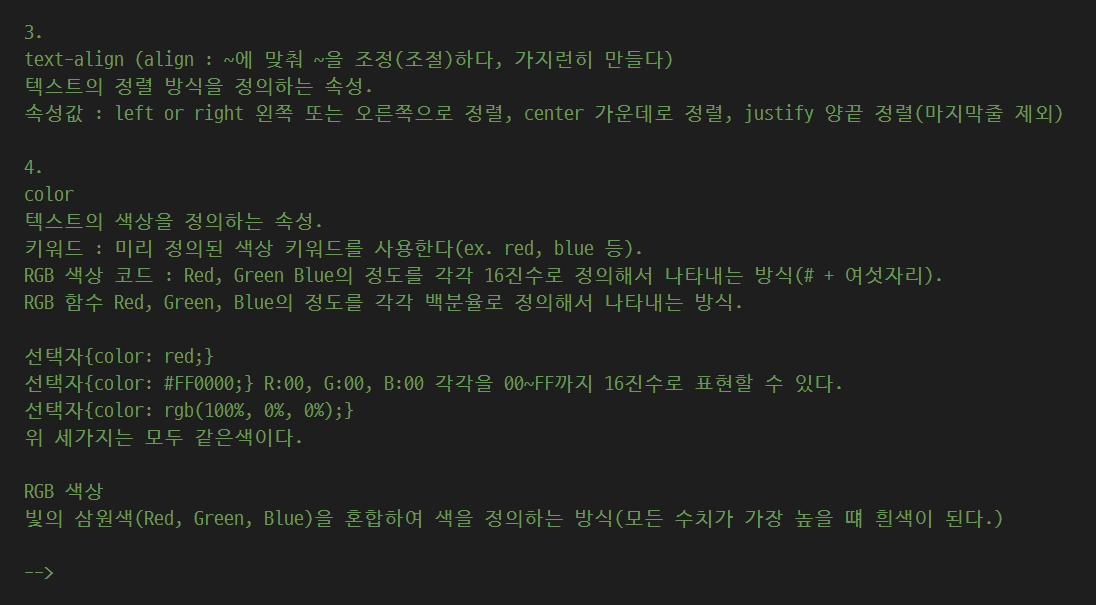 3.
text-align (align : ~에 맞춰 ~을 조정(조절)하다, 가지런히 만들다)
텍스트의 정렬 방식을 정의하는 속성.
속성값 : left or right 왼쪽 또는 오른쪽으로 정렬, center 가운데로 정렬, justify 양끝 정렬(마지막줄 제외)
4.
color
텍스트의 색상을 정의하는 속성.
키워드 : 미리 정의된 색상 키워드를 사용한다(ex. red, blue 등).
RGB 색상 코드 : Red, Green Blue의 정도를 각각 16진수로 정의해서 나타내는 방식(# + 여섯자리).
RGB 함수 Red, Green, Blue의 정도를 각각 백분율로 정의해서 나타내는 방식.
선택자{color: red;}
선택자{color: #FF0000;} R:00, G:00, B:00 각각을 00~FF까지 16진수로 표현할 수 있다.
선택자{color: rgb(100%, 0%, 0%);}
위 세가지는 모두 같은색이다.
RGB 색상
빛의 삼원색(Red, Green, Blue)을 혼합하여 색을 정의하는 방식(모든 수치가 가장 높을 떄 흰색이 된다.)
-->